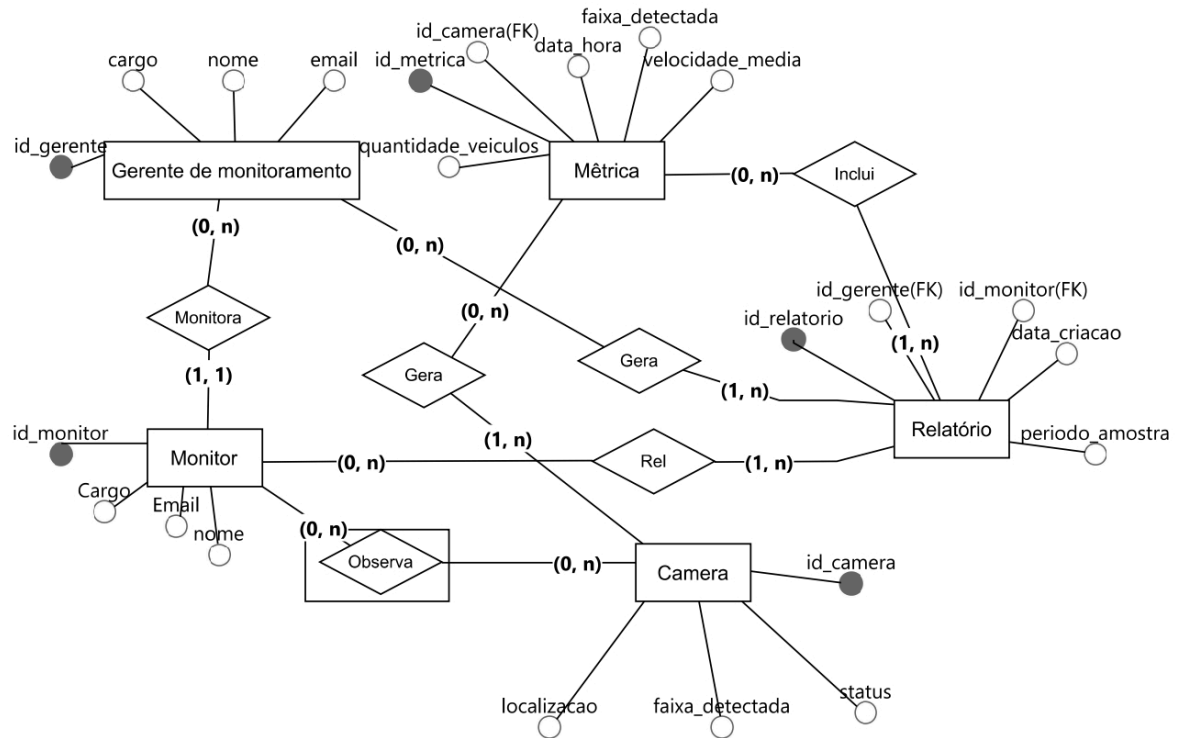 faixa_detectada
id_camera(FK)
data_hora
cargo
nome
email
id_metrica
velocidade_media
id_gerente
quantidade_veiculos
Gerente de monitoramento
Mêtrica
(0, n)
Inclui
(0, n)
(0, n)
Monitora
(0, n)
id_gerente(FK)
id_monitor(FK)
id_relatorio
data_criacao
(1, n)
Gera
Gera
(1, 1)
(1, n)
id_monitor
Monitor
(1, n)
Relatório
periodo_amostra
(0, n)
Rel
(1, n)
Cargo
Email
nome
(0, n)
Observa
(0, n)
Camera
id_camera
localizacao
faixa_detectada
status